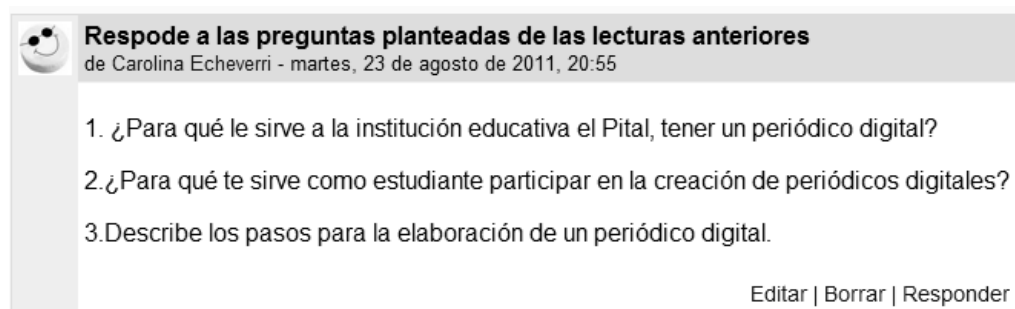 Respode a las preguntas planteadas de las lecturas anteriores
de Carolina Echeverri - martes, 23 de agosto de 2011, 20:55
1. ¿Para qué le sirve a la institución educativa el Pital, tener un periódico digital?
2.¿Para qué te sirve como estudiante participar en la creación de periódicos digitales?
3.Describe los pasos para la elaboración de un periódico digital.
Editar | Borrar | Responder